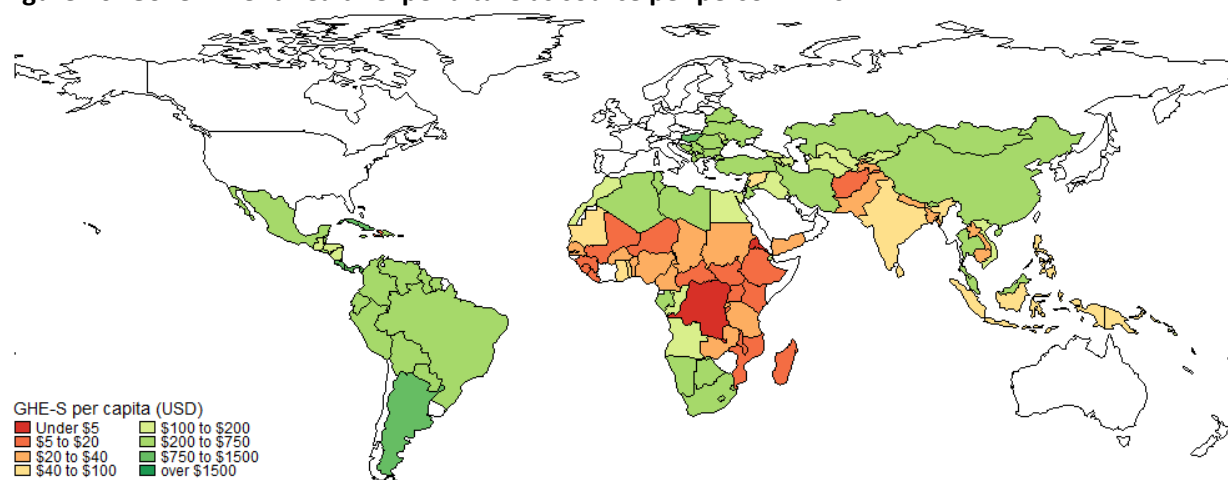 GHE-S per capita (USD)
Under $5
$5 to $20
$20 to $40
$40 to $100
$100 to $200
$200 to $750
$750 to $1500
over $1500